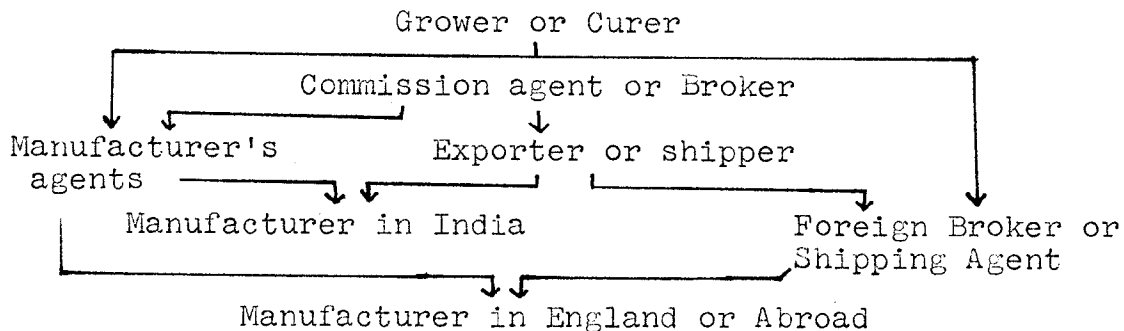 Grower or Curer
Commission agent or Broker
Manufacturer's
agents
Exporter or shipper
Manufacturer in India
Foreign Broker or
Shipping Agent
Manufacturer in England or Abroad